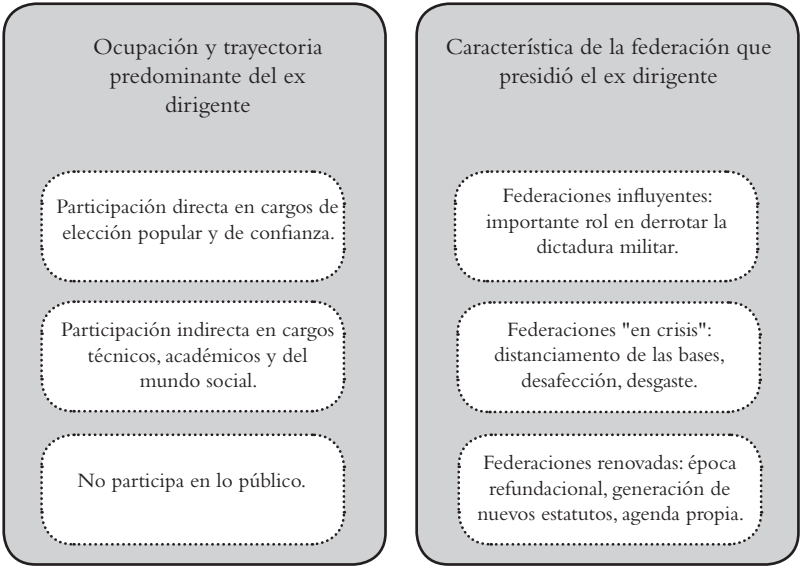 Ocupación y trayectoria
predominante del ex
dirigente
Participación directa en cargos de
elección popular y de confianza.
Participación indirecta en cargos
técnicos, académicos y del
mundo social.
No participa en lo público.
Característica de la federación que
presidió el ex dirigente
Federaciones influyentes:
importante rol en derrotar la
dictadura militar.
Federaciones "en crisis":
distanciamento de las bases,
desafección, desgaste.
Federaciones renovadas: época
refundacional, generación de
nuevos estatutos, agenda propia.